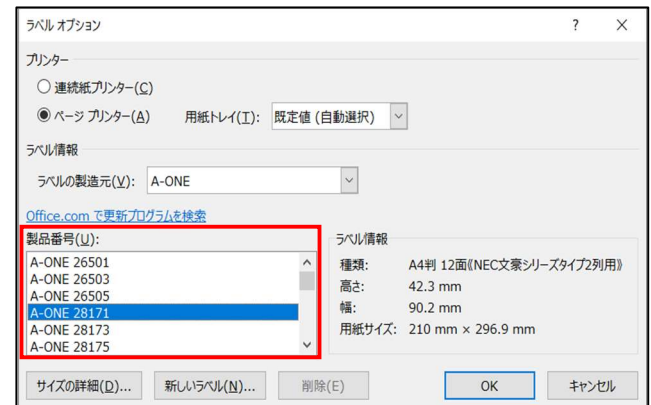 ラベル オプション ? ×
プリンター
連続紙プリンター(C)
ページ プリンター(A) 用紙トレイ(T): 既定値 (自動選択)
ラベル情報
ラベルの製造元(V): A-ONE
Office.com で更新プログラムを検索
製品番号(U):
A-ONE 26501
A-ONE 26503
A-ONE 26505
A-ONE 28171
A-ONE 28173
A-ONE 28175
ラベル情報
種類: A4判 12面《NEC文豪シリーズタイプ2列用》
高さ: 42.3 mm
幅: 90.2 mm
用紙サイズ: 210 mm × 296.9 mm
サイズの詳細(D)... 新しいラベル(N)... 削除(E) OK キャンセル